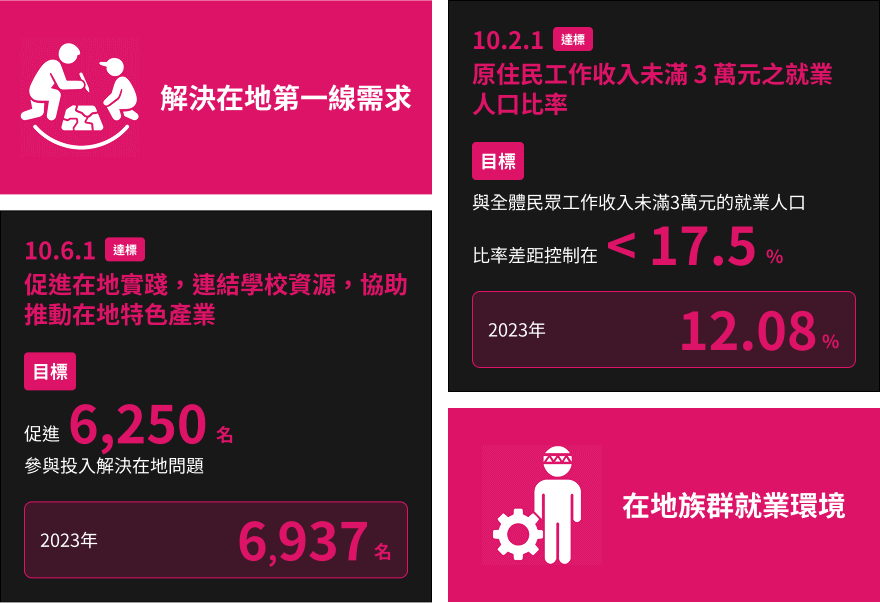 解決在地第一線需求
10.6.1 達標
促進在地實踐，連結學校資源，協助
推動在地特色產業
目標
促進 6,250 名
參與投入解決在地問題
2023年 6,937 名
10.2.1 達標
原住民工作收入未滿 3 萬元之就業
人口比率
目標
與全體民眾工作收入未滿3萬元的就業人口
比率差距控制在 < 17.5 %
2023年 12.08 %
在地族群就業環境